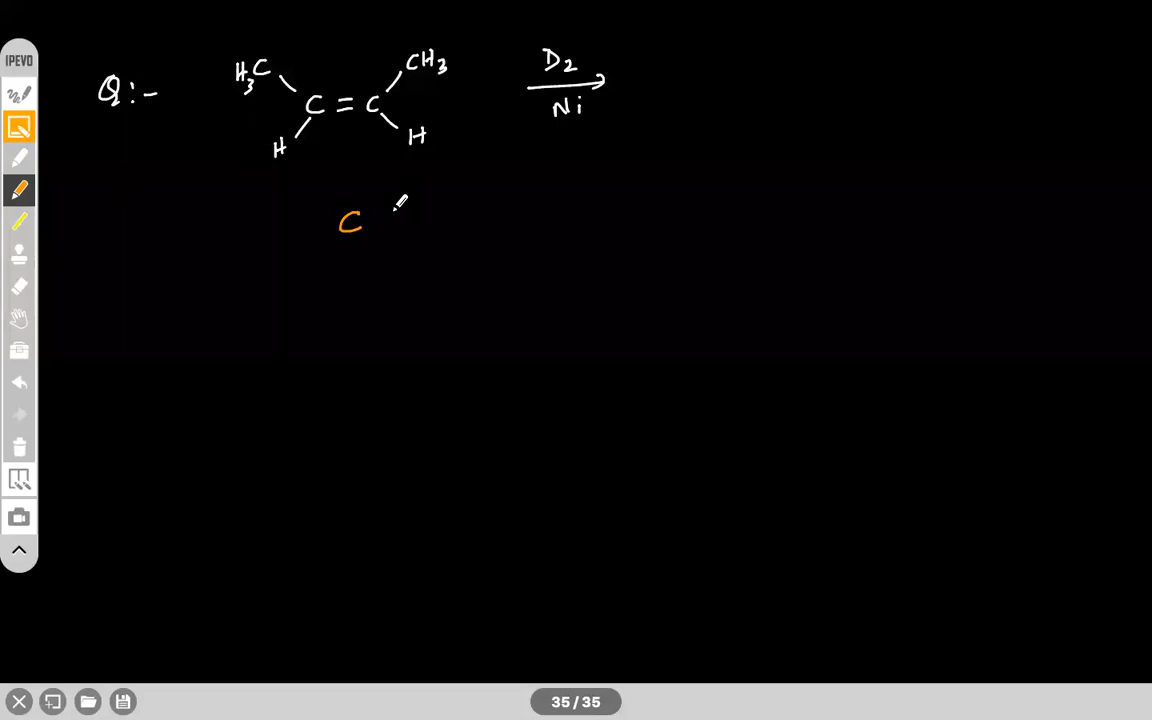 IPEVO
Q:- H3C CH3 D2
C = C Ni
H H
C
35/35